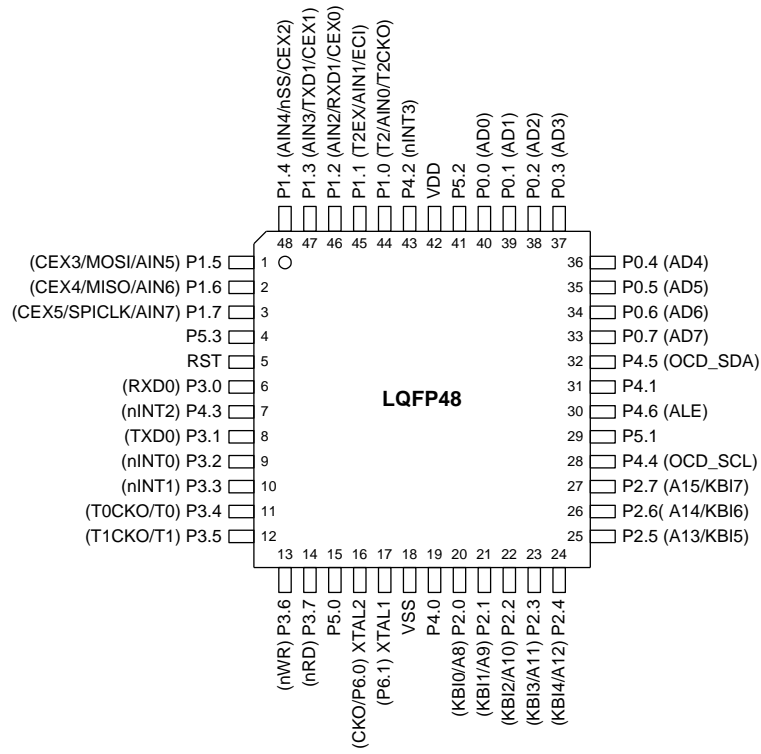 P1.4 (AIN4/nSS/CEX2)
P1.3 (AIN3/TXD1/CEX1)
P1.2 (AIN2/RXD1/CEX0)
P1.1 (T2EX/AIN1/ECI)
P1.0 (T2/AIN0/T2CKO)
P4.2 (nINT3)
VDD
P5.2
P0.0 (AD0)
P0.1 (AD1)
P0.2 (AD2)
P0.3 (AD3)
48 47 46 45 44 43 42 41 40 39 38 37
(CEX3/MOSI/AIN5) P1.5 1
(CEX4/MISO/AIN6) P1.6 2
(CEX5/SPICLK/AIN7) P1.7 3
P5.3 4
RST 5
(RXD0) P3.0 6
(nINT2) P4.3 7
(TXD0) P3.1 8
(nINT0) P3.2 9
(nINT1) P3.3 10
(T0CKO/T0) P3.4 11
(T1CKO/T1) P3.5 12
LQFP48
36 P0.4 (AD4)
35 P0.5 (AD5)
34 P0.6 (AD6)
33 P0.7 (AD7)
32 P4.5 (OCD_SDA)
31 P4.1
30 P4.6 (ALE)
29 P5.1
28 P4.4 (OCD_SCL)
27 P2.7 (A15/KBI7)
26 P2.6( A14/KBI6)
25 P2.5 (A13/KBI5)
13 14 15 16 17 18 19 20 21 22 23 24
(nWR) P3.6
(nRD) P3.7
P5.0
(CKO/P6.0) XTAL2
(P6.1) XTAL1
VSS
P4.0
(KBI0/A8) P2.0
(KBI1/A9) P2.1
(KBI2/A10) P2.2
(KBI3/A11) P2.3
(KBI4/A12) P2.4